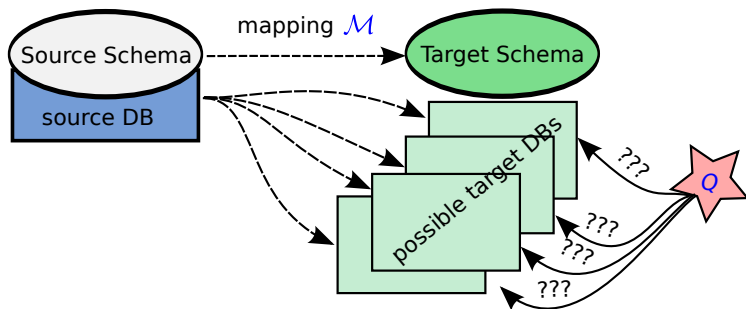 mapping ℳ
Source Schema
Target Schema
source DB
possible target DBs
???
Q
???
???
???